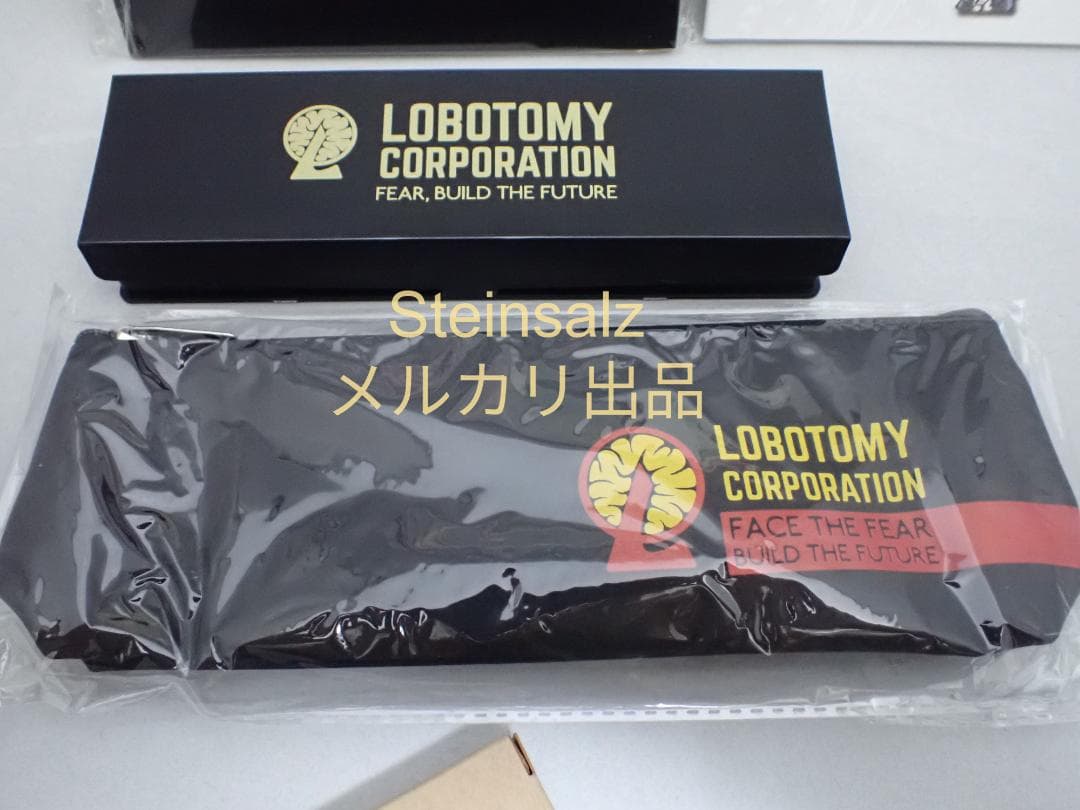 LOBOTOMY
CORPORATION
FEAR, BUILD THE FUTURE
Steinsalz
メルカリ出品
LOBOTOMY
CORPORATION
FACE THE FEAR
BUILD THE FUTURE